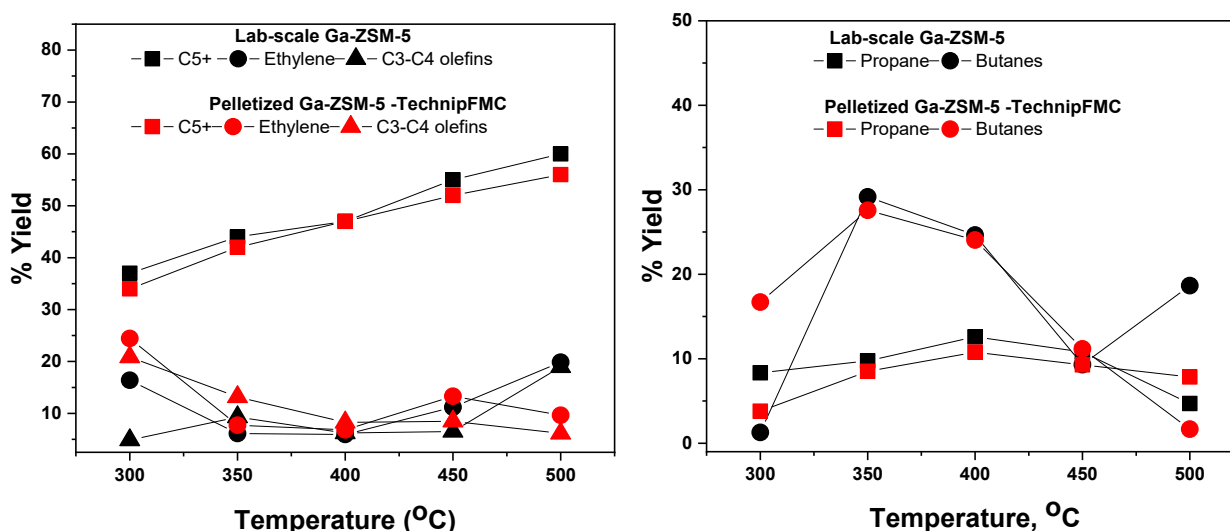 Lab-scale Ga-ZSM-5
C5+ Ethylene C3-C4 olefins
Pelletized Ga-ZSM-5 -TechnipFMC
C5+ Ethylene C3-C4 olefins
80
70
60
50
40
30
20
10
% Yield
300 350 400 450 500
Temperature (OC)
Lab-scale Ga-ZSM-5
Propane Butanes
Pelletized Ga-ZSM-5 -TechnipFMC
Propane Butanes
50
40
30
20
10
0
% Yield
300 350 400 450 500
Temperature, OC